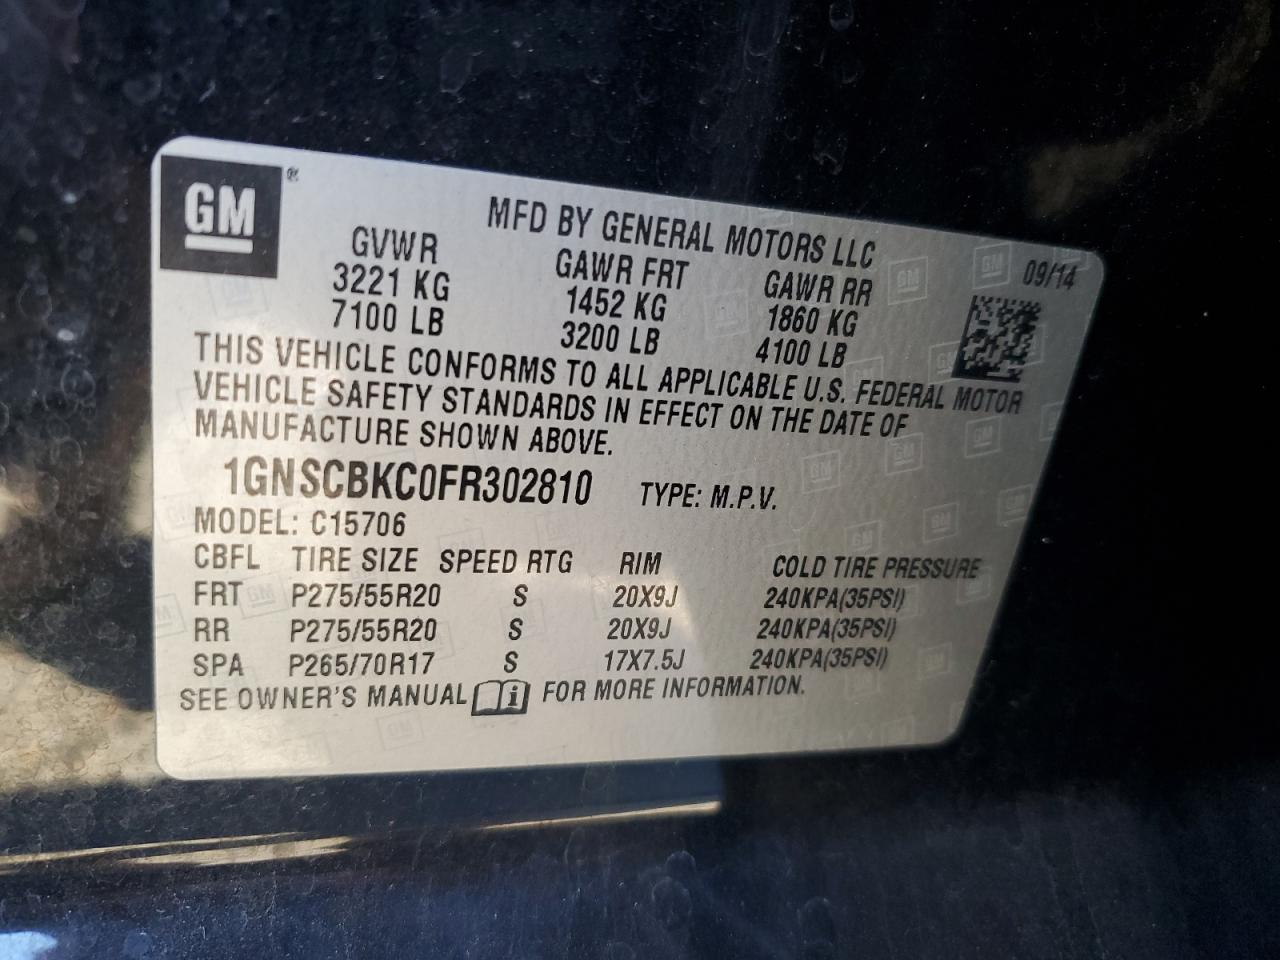 GM ®
MFD BY GENERAL MOTORS LLC
09/14
GVWR GAWR FRT GAWR RR
3221 KG 1452 KG 1860 KG
7100 LB 3200 LB 4100 LB
THIS VEHICLE CONFORMS TO ALL APPLICABLE U.S. FEDERAL MOTOR
VEHICLE SAFETY STANDARDS IN EFFECT ON THE DATE OF
MANUFACTURE SHOWN ABOVE.
1GNSCBKC0FR302810 TYPE: M.P.V.
MODEL: C15706
CBFL TIRE SIZE SPEED RTG RIM COLD TIRE PRESSURE
FRT P275/55R20 S 20X9J 240KPA(35PSI)
RR P275/55R20 S 20X9J 240KPA(35PSI)
SPA P265/70R17 S 17X7.5J 240KPA(35PSI)
SEE OWNER'S MANUAL i FOR MORE INFORMATION.